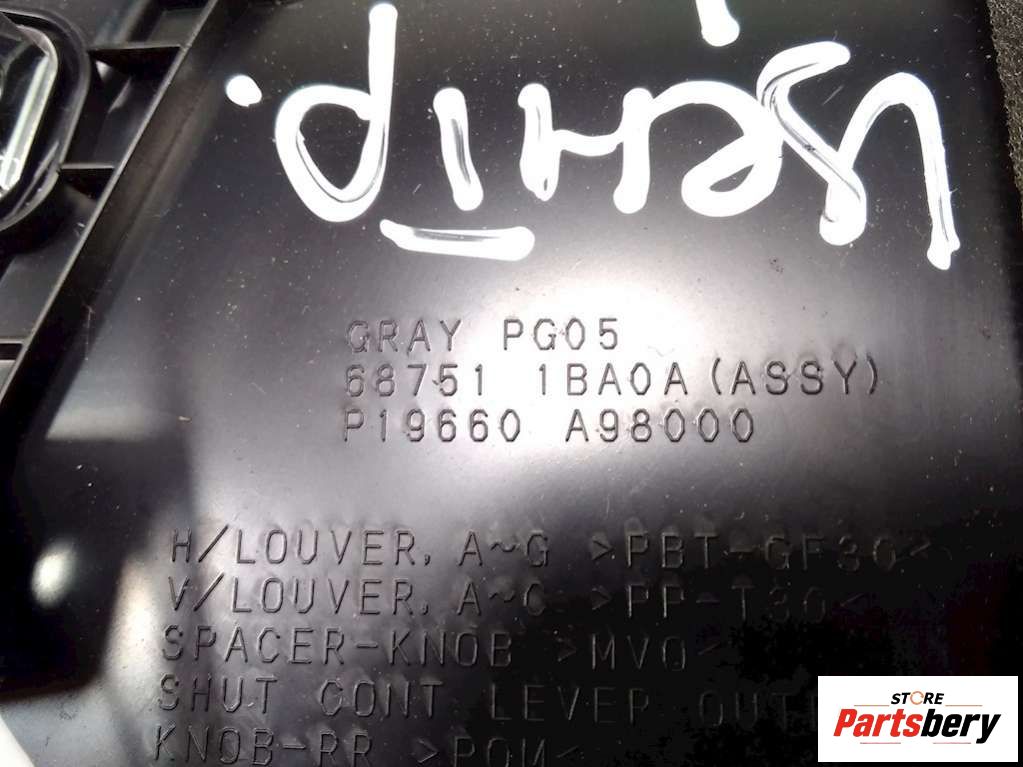 GRAY PG05
68751 1BA0A (ASSY)
P19660 A98000
H/LOUVER. A~G >PBT-GF30<
V/LOUVER. A~C >PP-T30<
SPACER-KNOB >MVQ<
SHUT CONT LEVER
KNOB-RR >POM<
STORE
Partsbery